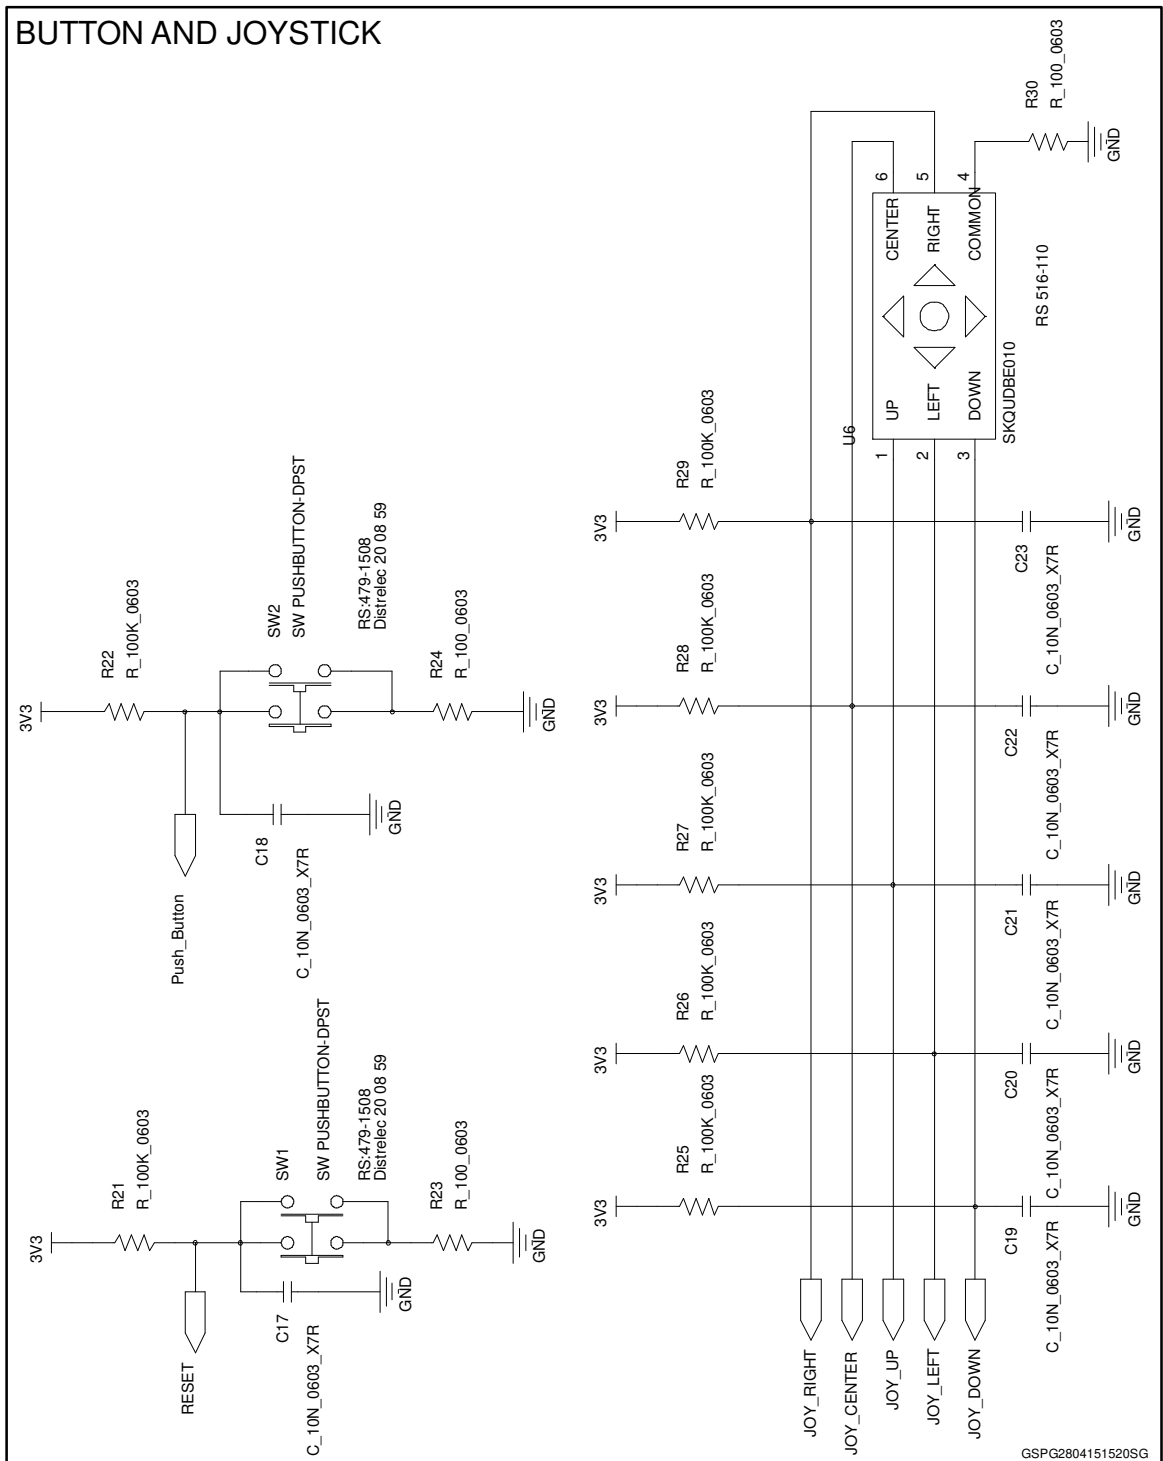 BUTTON AND JOYSTICK
3V3
R21
R_100K_0603
RESET
C17
C_10N_0603_X7R
GND
SW1
SW PUSHBUTTON-DPST
RS:479-1508
Distrelec 20 08 59
R23
R_100_0603
GND
3V3
R22
R_100K_0603
Push_Button
C18
C_10N_0603_X7R
GND
SW2
SW PUSHBUTTON-DPST
RS:479-1508
Distrelec 20 08 59
R24
R_100_0603
GND
3V3
R25
R_100K_0603
3V3
R26
R_100K_0603
3V3
R27
R_100K_0603
3V3
R28
R_100K_0603
3V3
R29
R_100K_0603
JOY_RIGHT
JOY_CENTER
JOY_UP
JOY_LEFT
JOY_DOWN
C19
C_10N_0603_X7R
GND
C20
C_10N_0603_X7R
GND
C21
C_10N_0603_X7R
GND
C22
C_10N_0603_X7R
GND
C23
C_10N_0603_X7R
GND
U6
1
UP
CENTER
6
2
LEFT
RIGHT
5
3
DOWN
COMMON
4
SKQUDBE010
RS 516-110
R30
R_100_0603
GND
GSPG2804151520SG